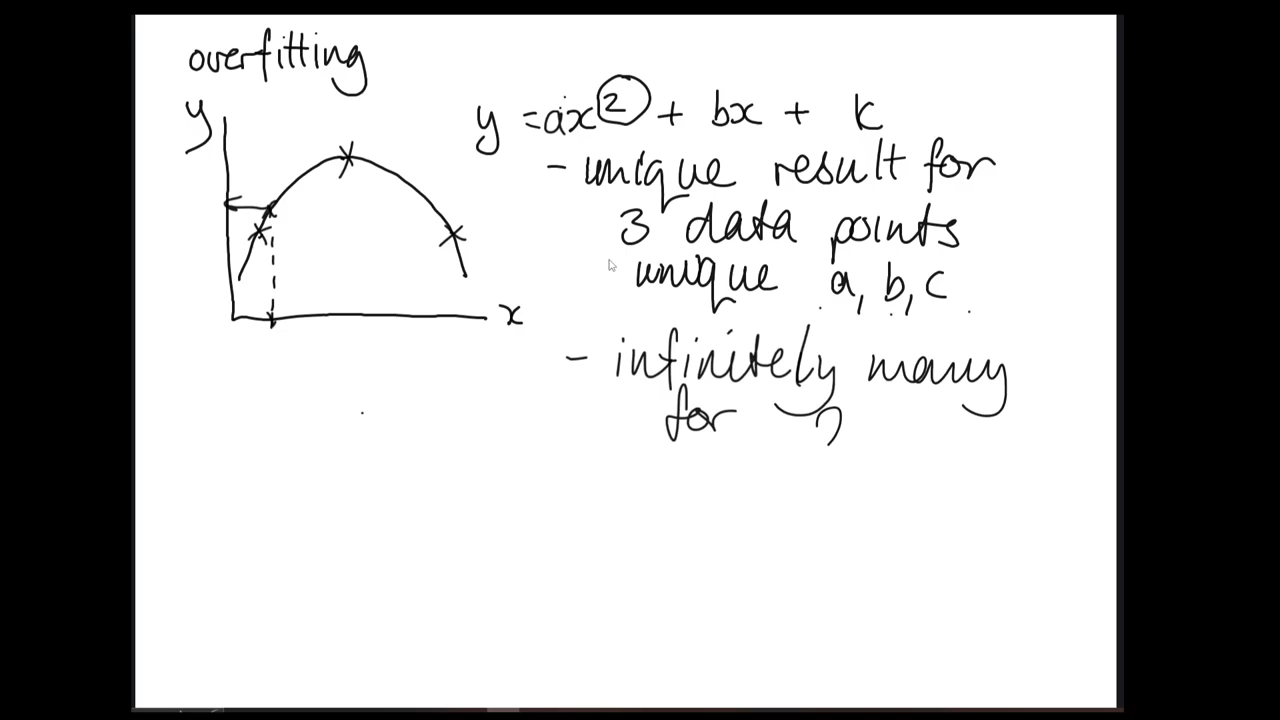 overfitting
y
y = ax² + bx + k
- unique result for
3 data points
unique a, b, c
x
- infinitely many
for